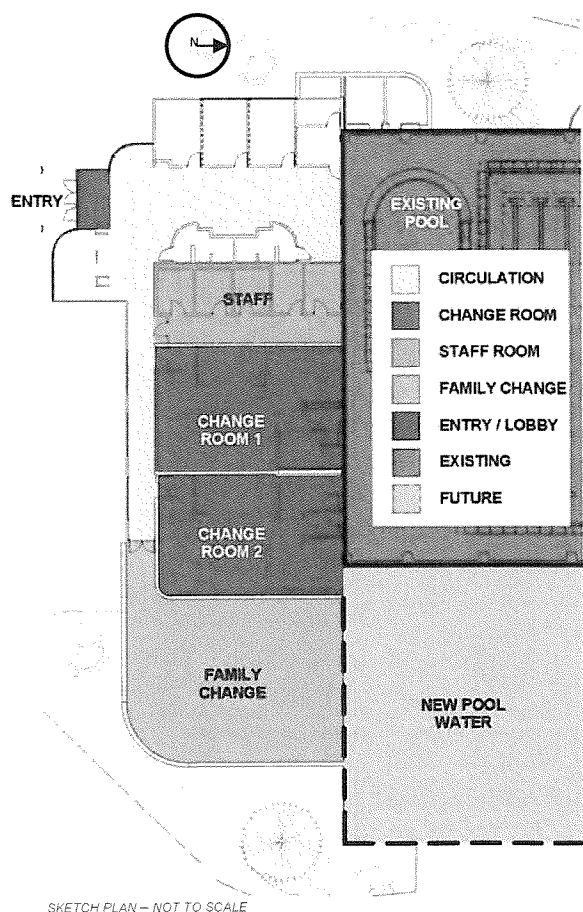 N
ENTRY
EXISTING
POOL
STAFF
CIRCULATION
CHANGE ROOM
STAFF ROOM
FAMILY CHANGE
ENTRY / LOBBY
EXISTING
FUTURE
CHANGE
ROOM 1
CHANGE
ROOM 2
FAMILY
CHANGE
NEW POOL
WATER
SKETCH PLAN – NOT TO SCALE